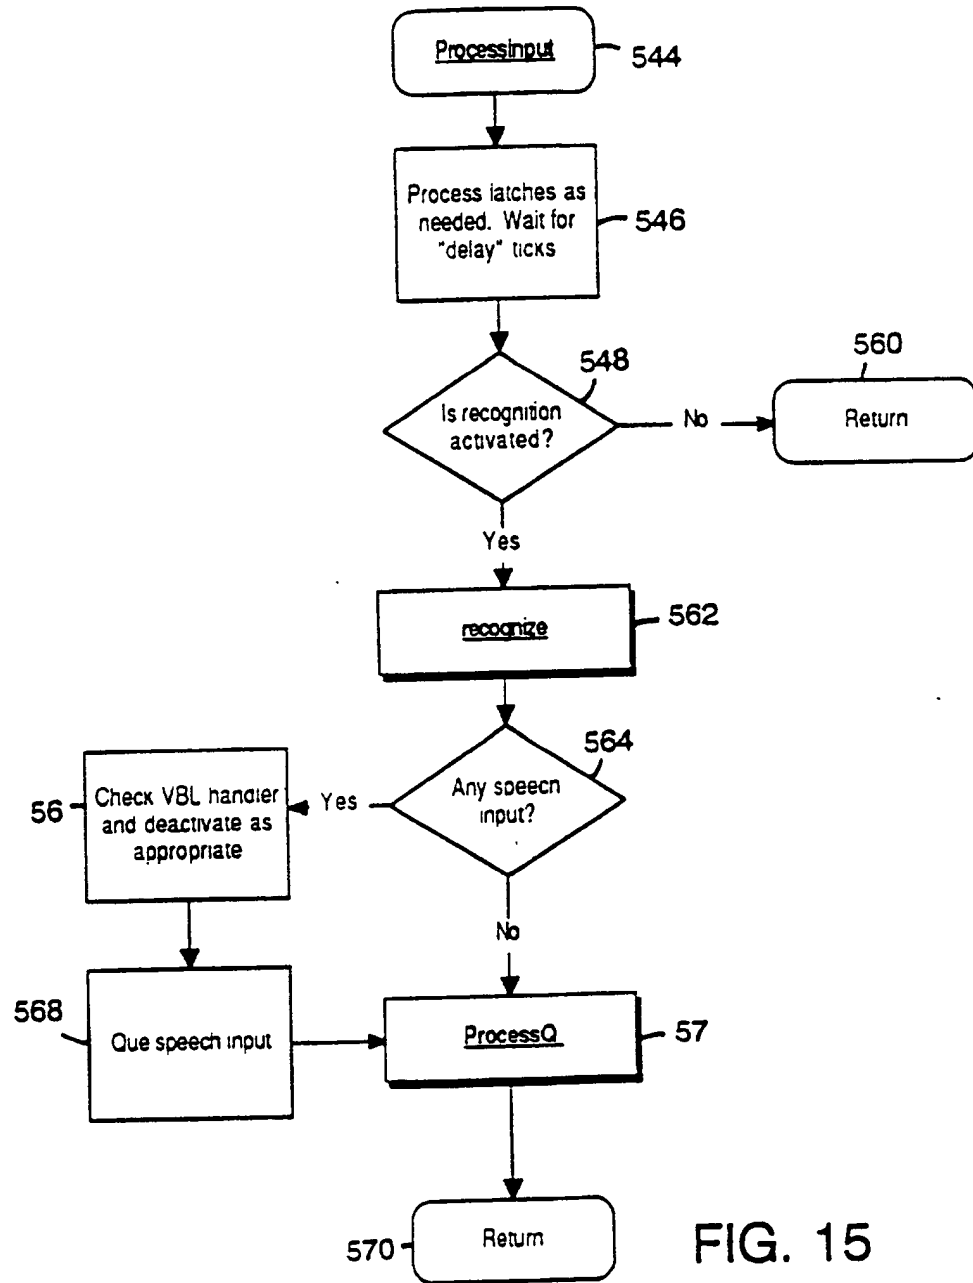 ProcessInput
544
Process latches as
needed. Wait for
"delay" ticks
546
Is recognition
activated?
548
No
560
Return
Yes
recognize
562
Any speech
input?
564
Yes
56
Check VBL handler
and deactivate as
appropriate
No
568
Que speech input
ProcessQ
57
570
Return
FIG. 15